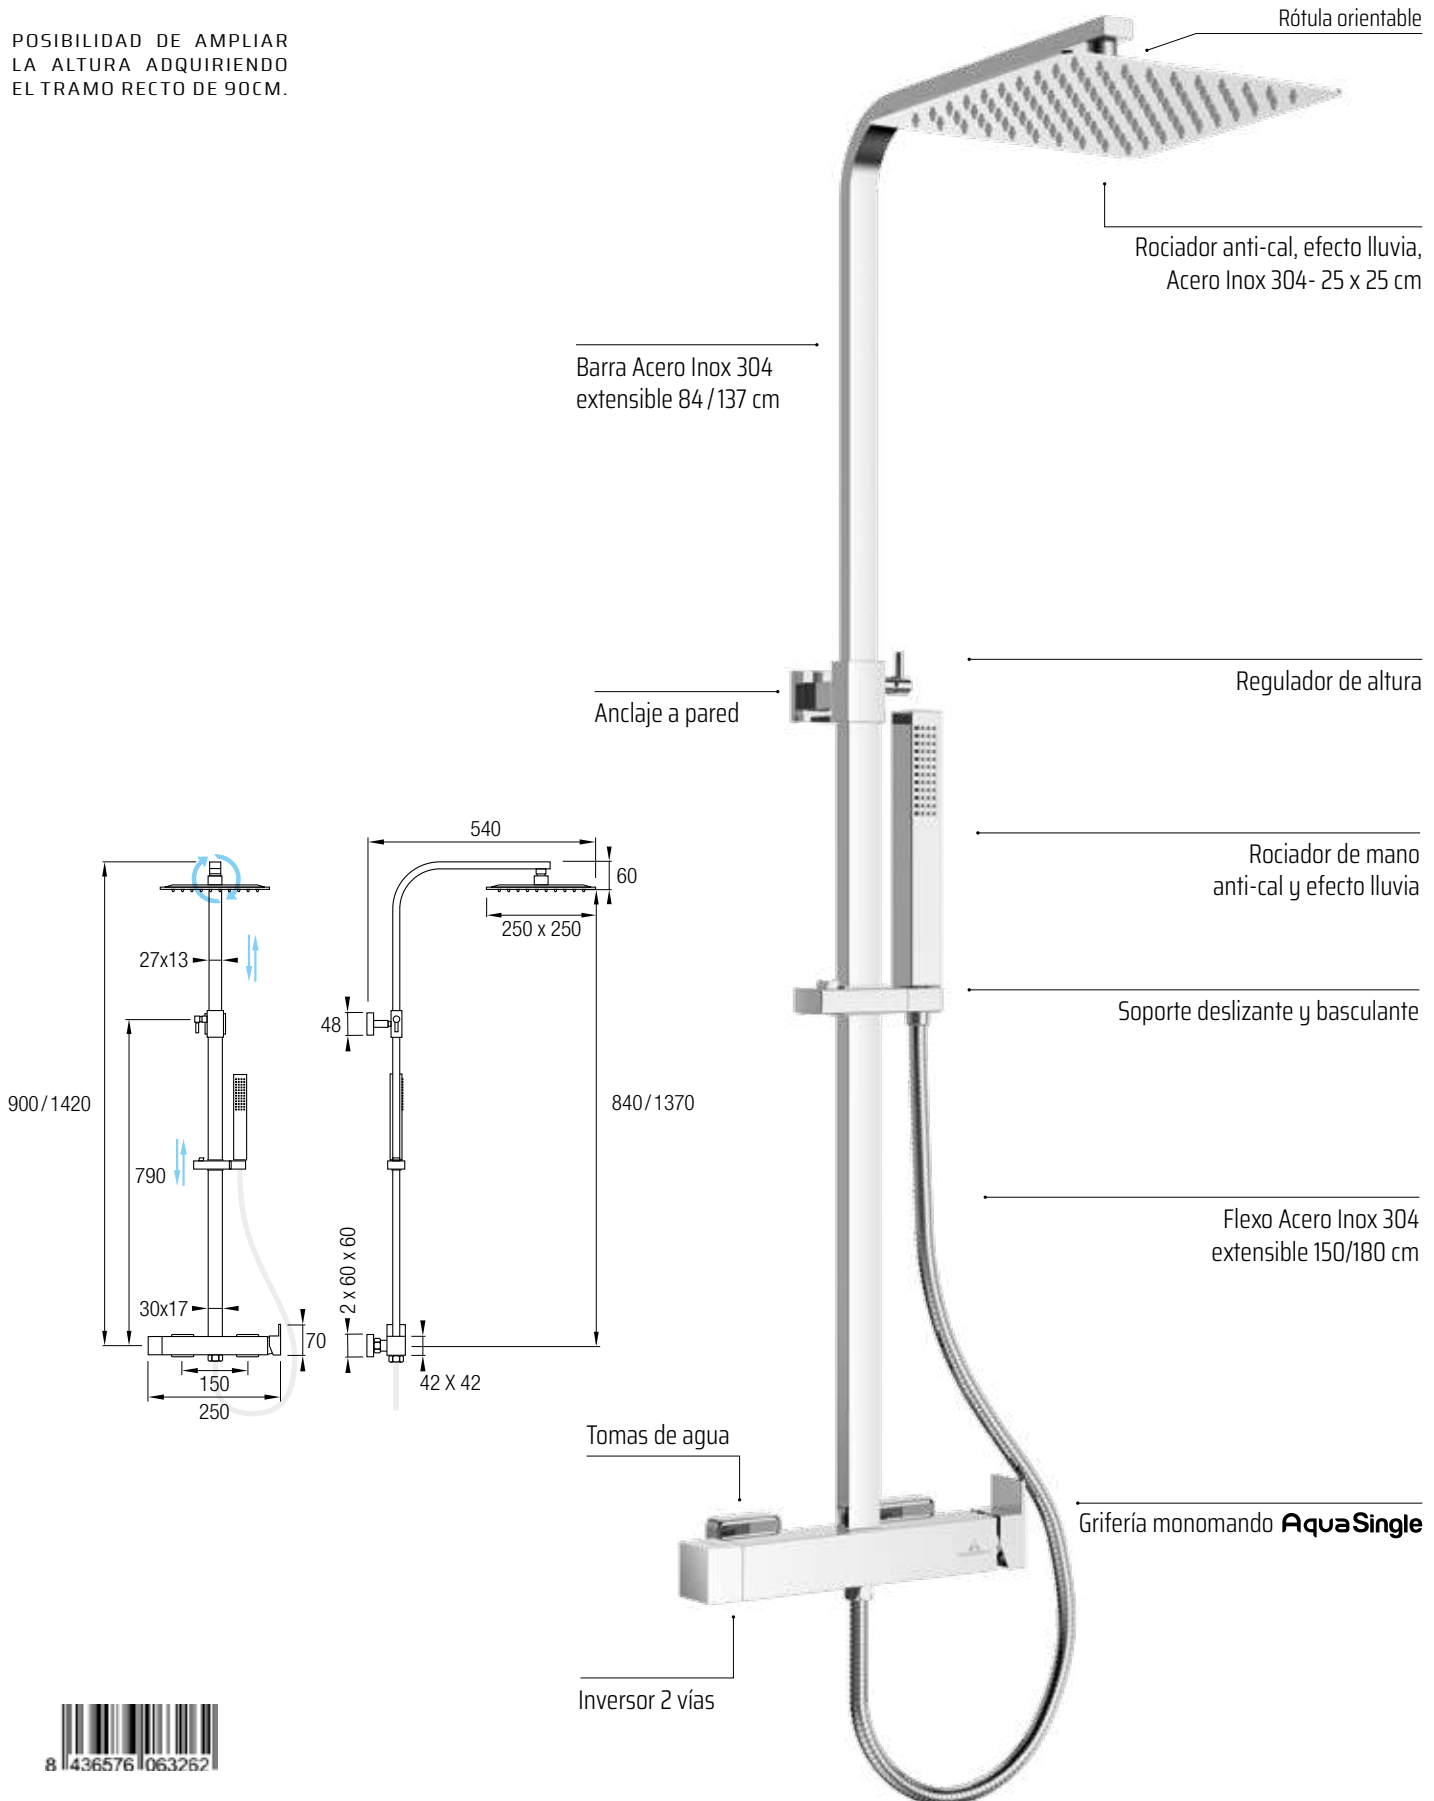 POSIBILIDAD DE AMPLIAR
LA ALTURA ADQUIRIENDO
EL TRAMO RECTO DE 90CM.
Rótula orientable
Rociador anti-cal, efecto lluvia,
Acero Inox 304- 25 x 25 cm
Barra Acero Inox 304
extensible 84/137 cm
Regulador de altura
Anclaje a pared
Rociador de mano
anti-cal y efecto lluvia
Soporte deslizante y basculante
Flexo Acero Inox 304
extensible 150/180 cm
540
60
250 x 250
27x13
48
900/1420
840/1370
790
2 x 60 x 60
30x17
70
150
42 X 42
250
Tomas de agua
Grifería monomando AquaSingle
Inversor 2 vías
8 436576 063262